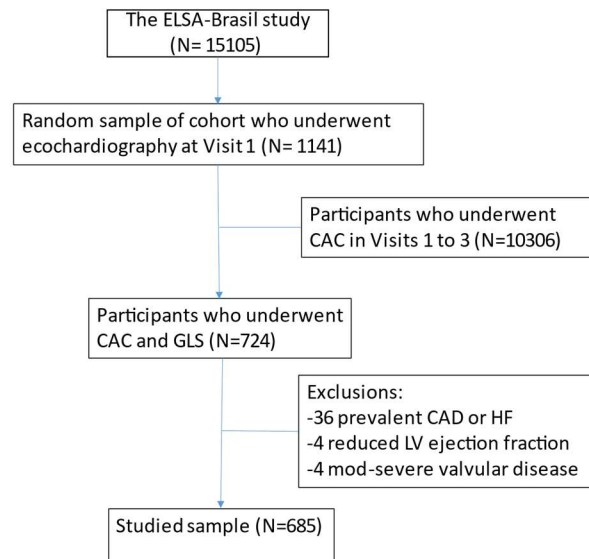 The ELSA-Brasil study
(N= 15105)
Random sample of cohort who underwent
ecochardiography at Visit 1 (N= 1141)
Participants who underwent
CAC in Visits 1 to 3 (N=10306)
Participants who underwent
CAC and GLS (N=724)
Exclusions:
-36 prevalent CAD or HF
-4 reduced LV ejection fraction
-4 mod-severe valvular disease
Studied sample (N=685)